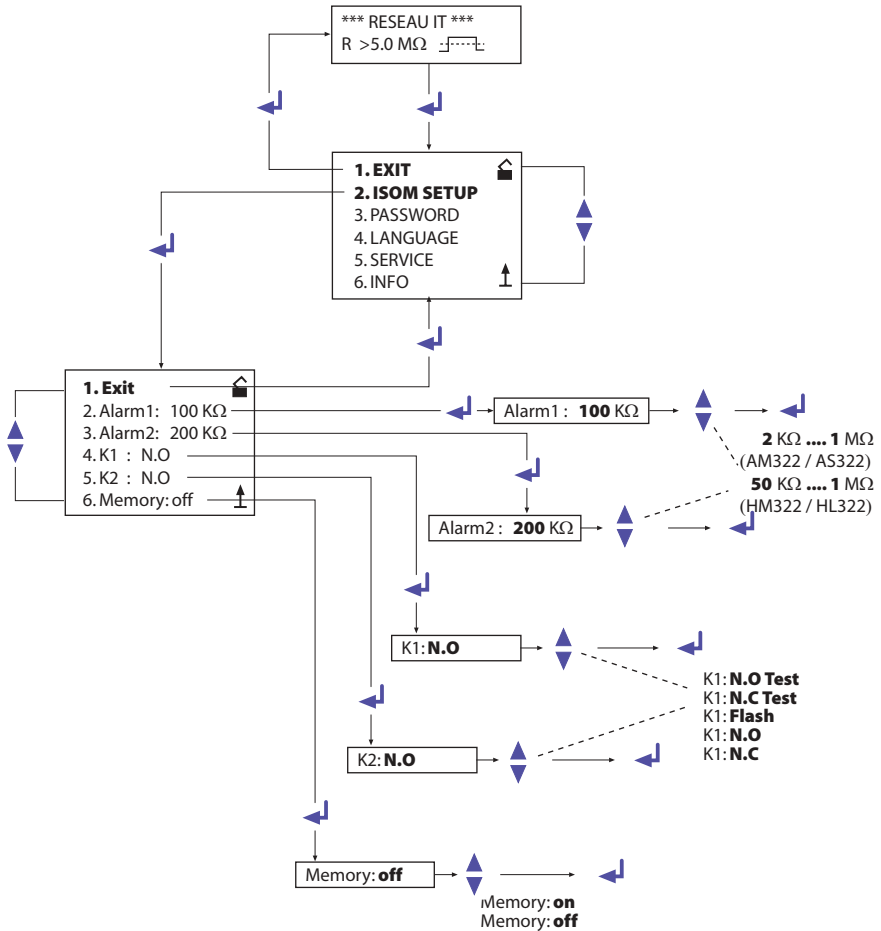 *** RESEAU IT ***
R >5.0 MΩ
1. EXIT
2. ISOM SETUP
3. PASSWORD
4. LANGUAGE
5. SERVICE
6. INFO
1. Exit
2. Alarm1: 100 KΩ
3. Alarm2: 200 KΩ
4. K1 : N.O
5. K2 : N.O
6. Memory: off
Alarm1 : 100 KΩ
2 KΩ .... 1 MΩ
(AM322 / AS322)
50 KΩ .... 1 MΩ
(HM322 / HL322)
Alarm2 : 200 KΩ
K1: N.O
K1: N.O Test
K1: N.C Test
K1: Flash
K1: N.O
K1: N.C
K2: N.O
Memory: off
Memory: on
Memory: off